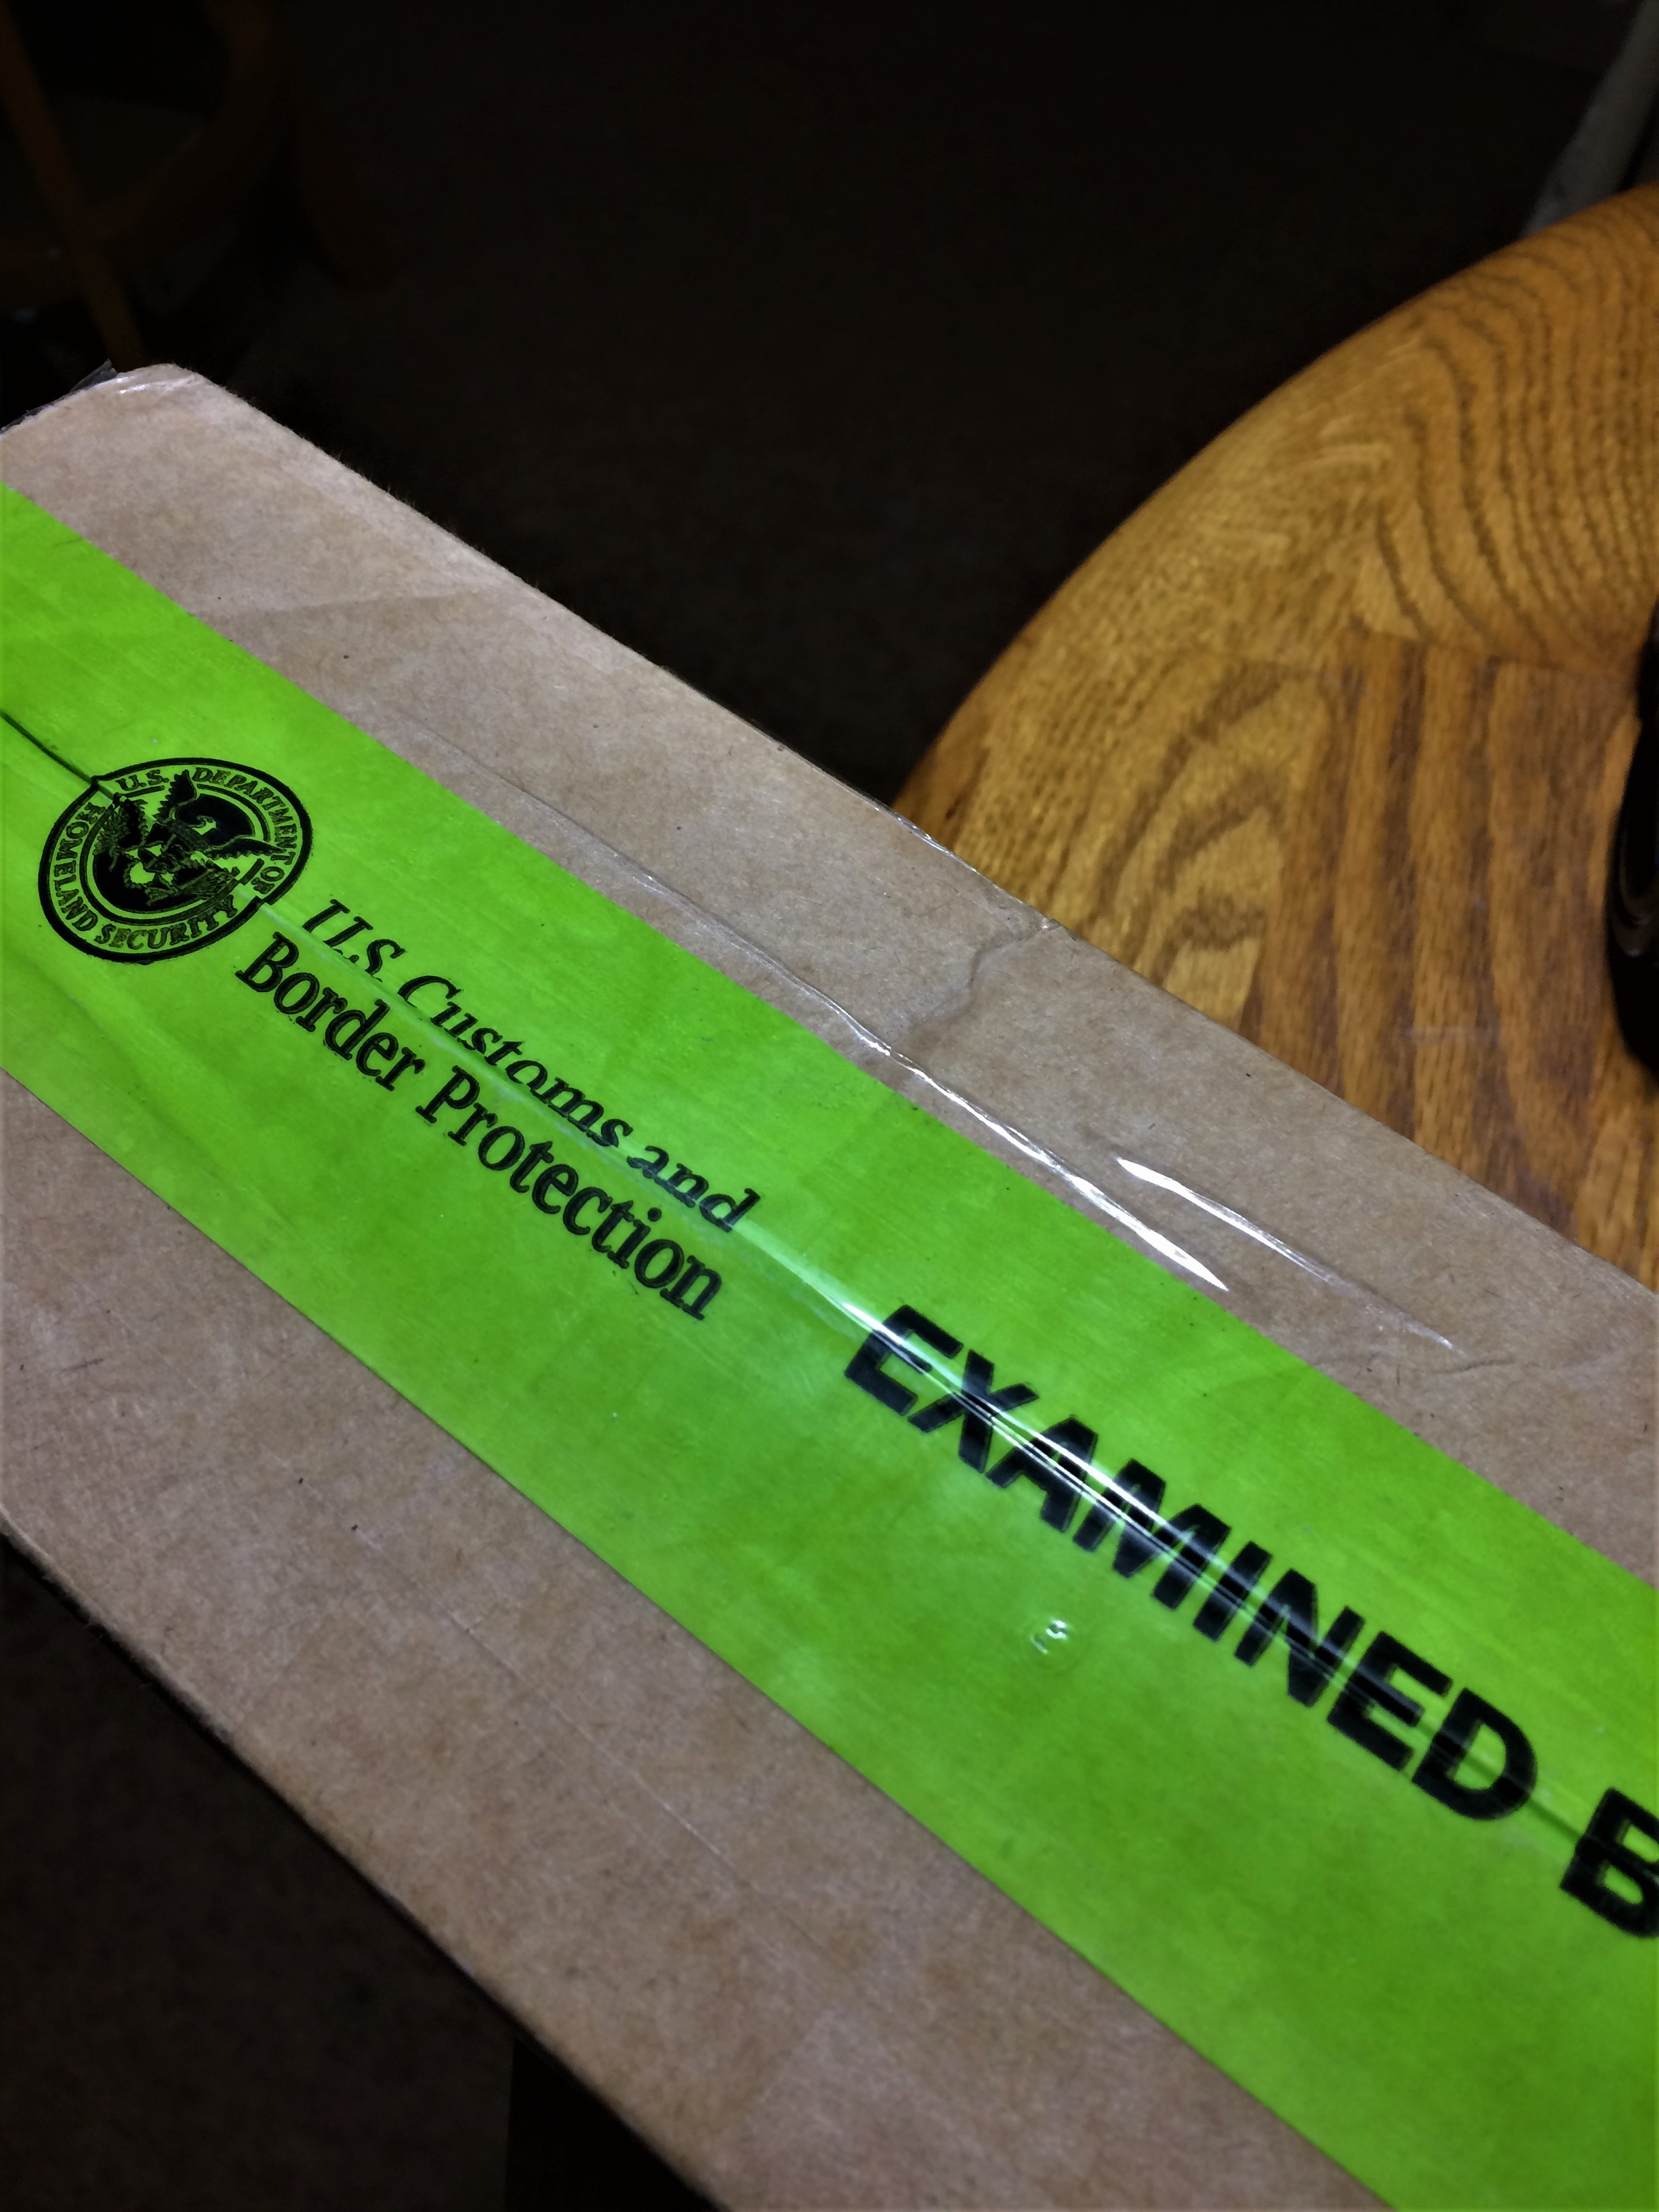 U.S. DEPARTMENT OF
HOMELAND SECURITY
U.S. Customs and
Border Protection
EXAMINED B